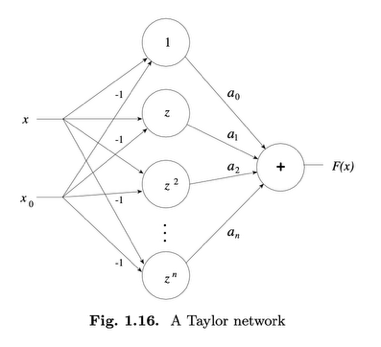 1
-1
a₀
x
z
-1
a₁
+
F(x)
a₂
z²
x₀
-1
⋮
aₙ
-1
zⁿ
Fig. 1.16. A Taylor network